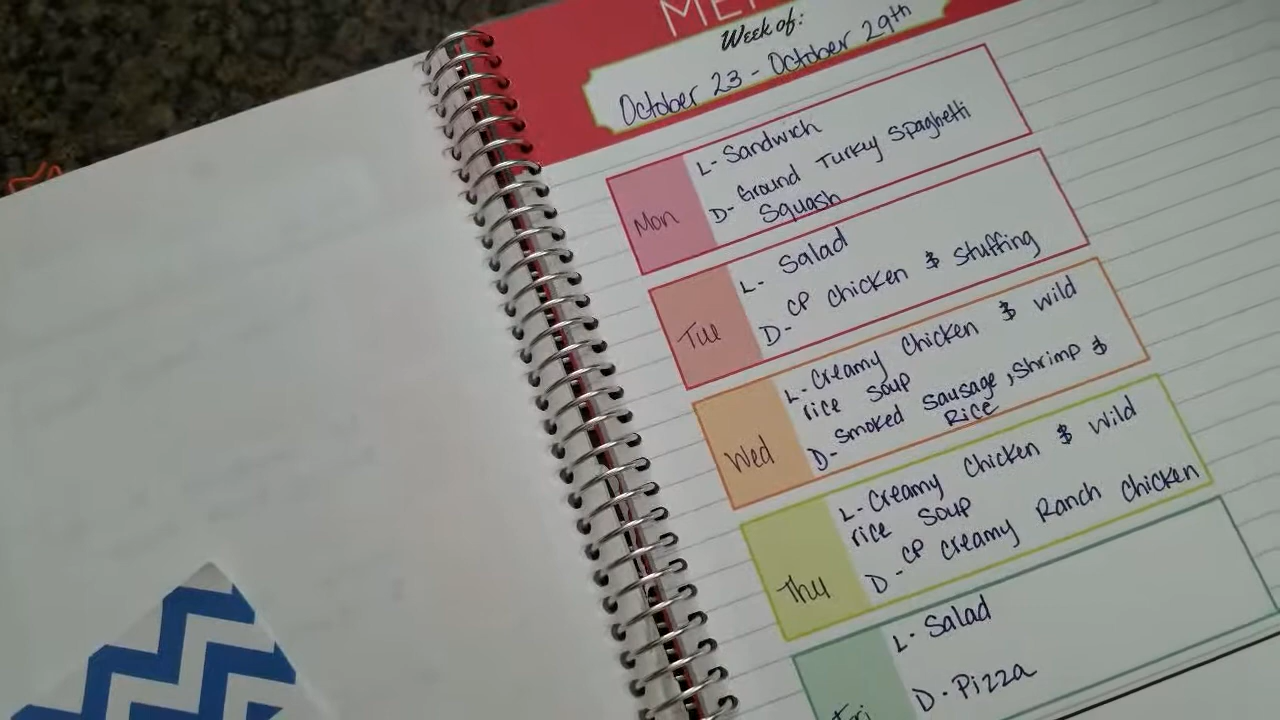 Week of:
October 23 - October 29th
Mon
L- Sandwich
D- Ground Turkey Spaghetti
Squash
Tue
L- Salad
D- CP Chicken & Stuffing
Wed
L- Creamy Chicken & Wild
rice soup
D- Smoked Sausage, Shrimp &
Rice
Thu
L- Creamy Chicken & Wild
rice soup
D- CP Creamy Ranch Chicken
Fri
L- Salad
D- Pizza